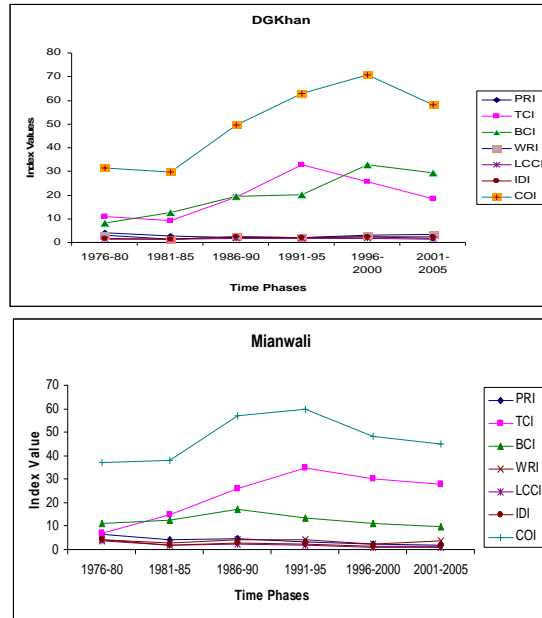 DGKhan
80
70
60
50
40
30
20
10
0
Index Values
1976-80 1981-85 1986-90 1991-95 1996-2000 2001-2005
Time Phases
PRI
TCI
BCI
WRI
LCCI
IDI
COI
Mianwali
70
60
50
40
30
20
10
0
Index Value
1976-80 1981-85 1986-90 1991-95 1996-2000 2001-2005
Time Phases
PRI
TCI
BCI
WRI
LCCI
IDI
COI